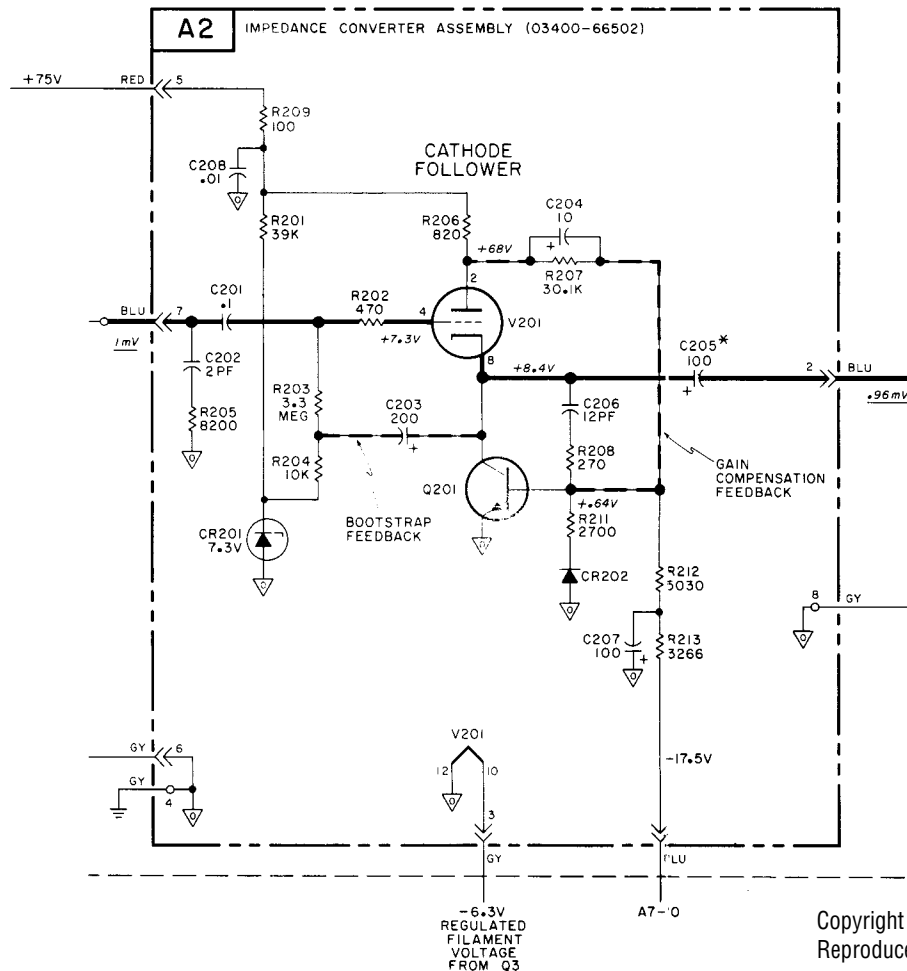 A2
IMPEDANCE CONVERTER ASSEMBLY (03400-66502)
+75V
RED
5
R209
100
C208
.01
CATHODE
FOLLOWER
R201
39K
R206
820
C204
10
+
+68V
R207
30.1K
2
BLU
7
C201
.1
R202
470
4
+7.3V
V201
1mV
8
C205*
100
2
BLU
+8.4V
+
.96mV
C202
2PF
R203
3.3
MEG
C203
200
+
C206
12PF
R205
8200
R208
270
R204
10K
Q201
GAIN
COMPENSATION
FEEDBACK
+.64V
BOOTSTRAP
FEEDBACK
R211
2700
CR201
7.3V
CR202
R212
3030
8
GY
C207
100
+
R213
3266
V201
-17.5V
GY
6
12
10
GY
4
3
GY
-6.3V
REGULATED
FILAMENT
VOLTAGE
FROM Q3
Copyright